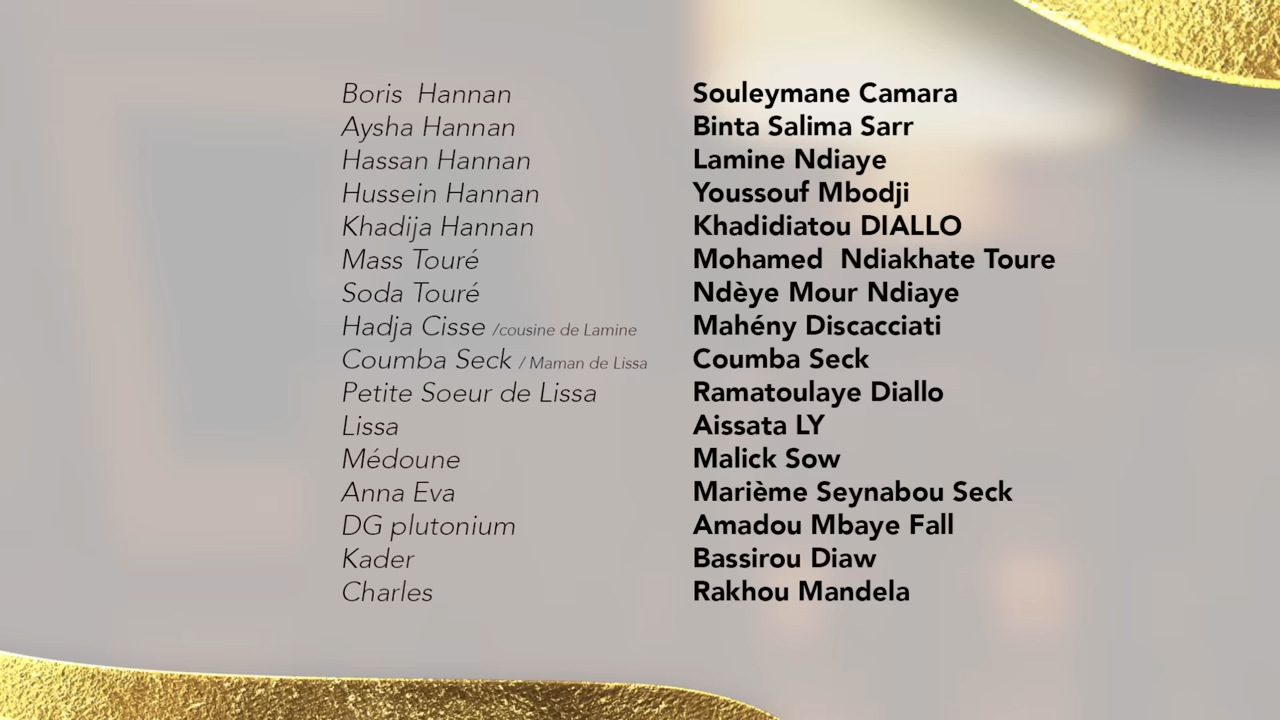 Boris Hannan Souleymane Camara
Aysha Hannan Binta Salima Sarr
Hassan Hannan Lamine Ndiaye
Hussein Hannan Youssouf Mbodji
Khadija Hannan Khadidiatou DIALLO
Mass Touré Mohamed Ndiakhate Toure
Soda Touré Ndèye Mour Ndiaye
Hadja Cisse /cousine de Lamine Mahény Discacciati
Coumba Seck / Maman de Lissa Coumba Seck
Petite Soeur de Lissa Ramatoulaye Diallo
Lissa Aissata LY
Médoune Malick Sow
Anna Eva Marième Seynabou Seck
DG plutonium Amadou Mbaye Fall
Kader Bassirou Diaw
Charles Rakhou Mandela